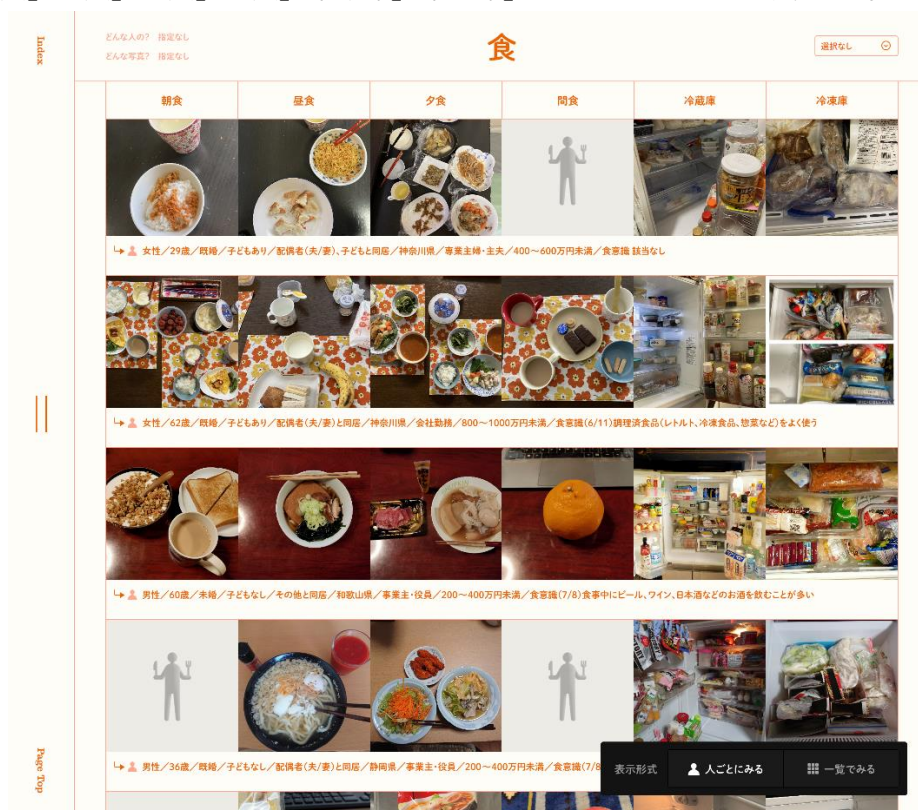 Index
どんな人の? 指定なし
どんな写真? 指定なし
食
選択なし
朝食
昼食
夕食
間食
冷蔵庫
冷凍庫
女性/29歳/既婚/子どもあり/配偶者(夫/妻)、子どもと同居/神奈川県/専業主婦・主夫/400〜600万円未満/食意識 該当なし
女性/62歳/既婚/子どもあり/配偶者(夫/妻)と同居/神奈川県/会社勤務/800〜1000万円未満/食意識(6/11)調理済食品(レトルト、冷凍食品、惣菜など)をよく使う
男性/60歳/未婚/子どもなし/その他と同居/和歌山県/事業主・役員/200〜400万円未満/食意識(7/8)食事中にビール、ワイン、日本酒などのお酒を飲むことが多い
男性/36歳/既婚/子どもなし/配偶者(夫/妻)と同居/静岡県/事業主・役員/200〜400万円未満/食意識(7/8
表示形式
人ごとにみる
一覧でみる
Page Top